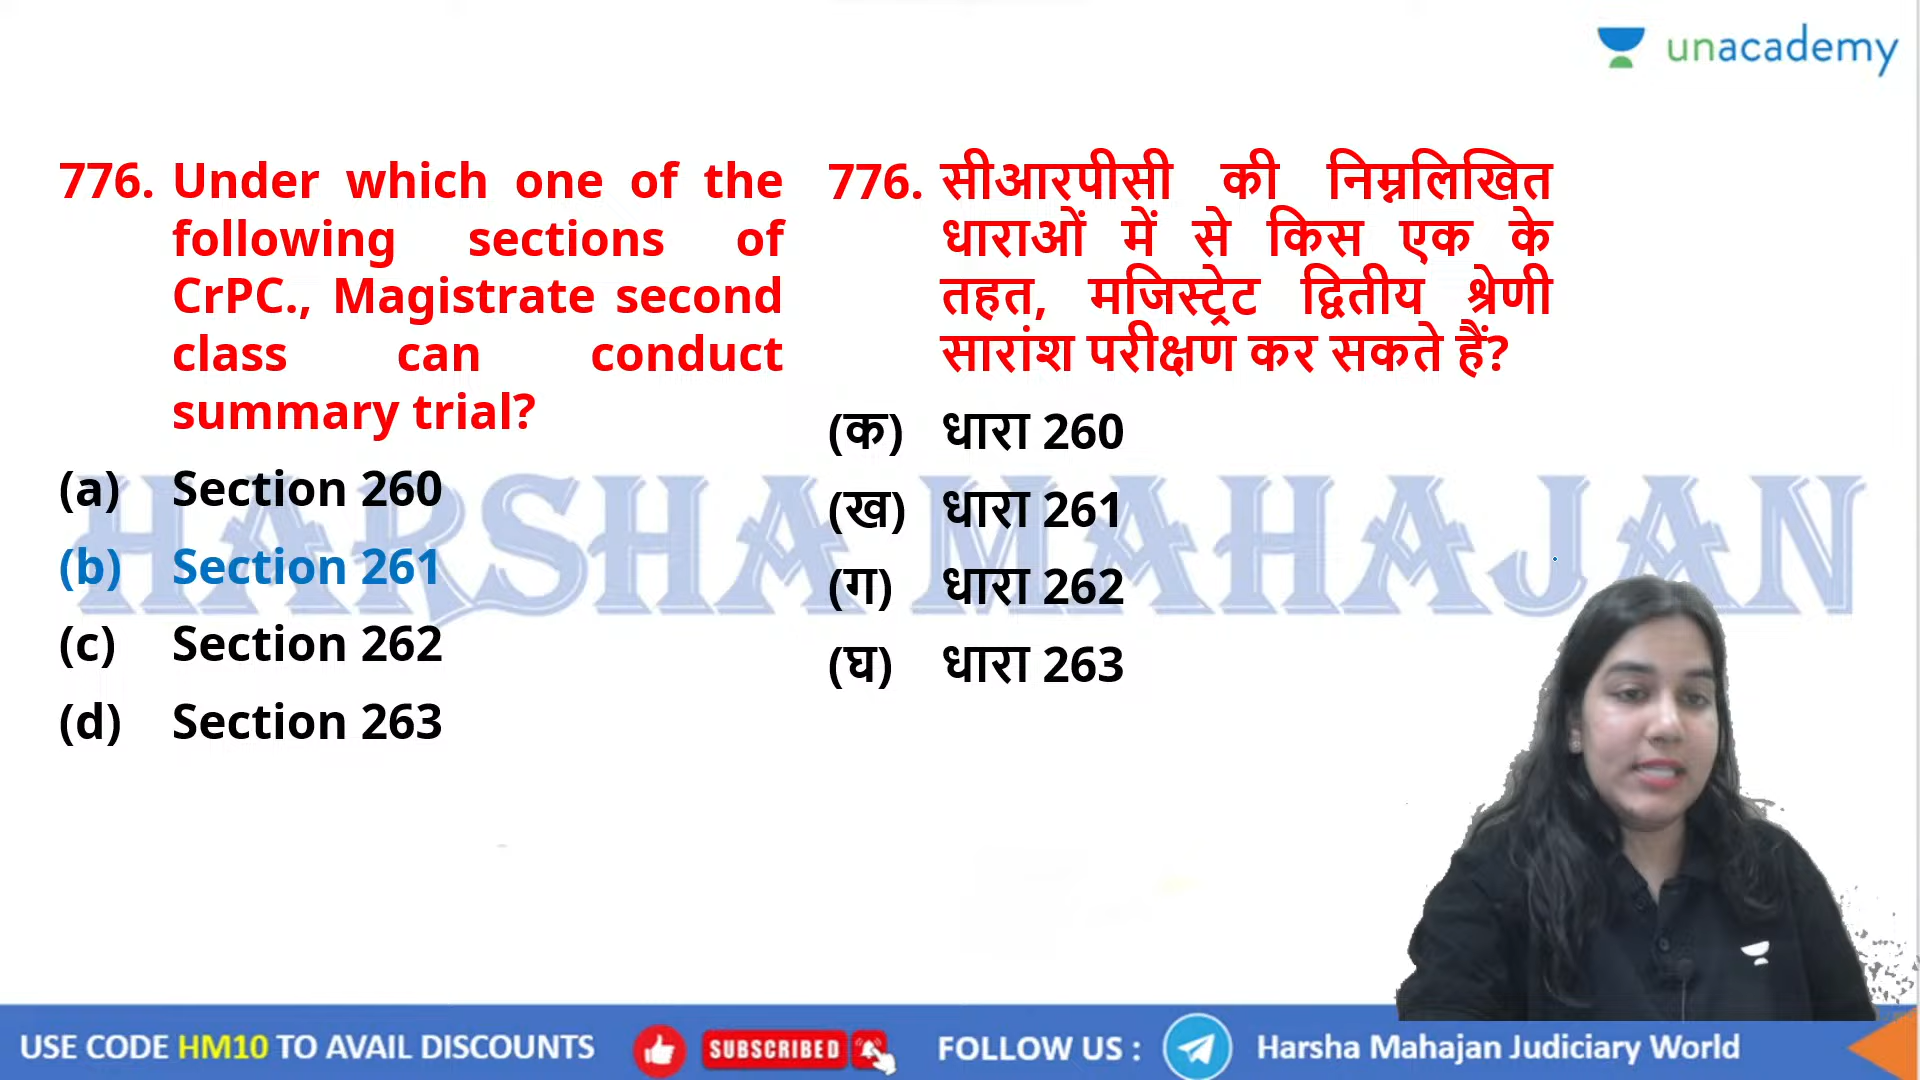 unacademy
776. Under which one of the
following sections of
CrPC., Magistrate second
class can conduct
summary trial?
(a) Section 260
(b) Section 261
(c) Section 262
(d) Section 263
776. सीआरपीसी की निम्नलिखित
धाराओं में से किस एक के
तहत, मजिस्ट्रेट द्वितीय श्रेणी
सारांश परीक्षण कर सकते हैं?
(क) धारा 260
(ख) धारा 261
(ग) धारा 262
(घ) धारा 263
HARSHA MAHAJAN
USE CODE HM10 TO AVAIL DISCOUNTS
SUBSCRIBED
FOLLOW US :
Harsha Mahajan Judiciary World